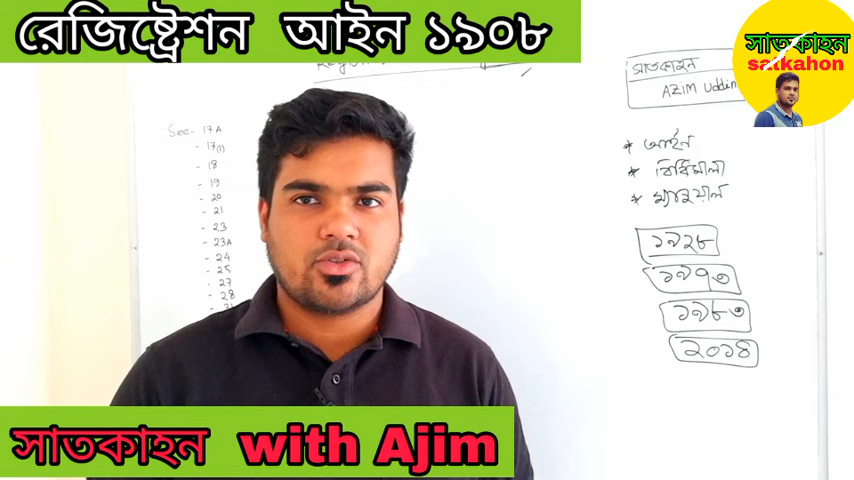 রেজিষ্ট্রেশন আইন ১৯০৮
সাতকাহন
satkahon
সাতকাহন
AZIM Uddin
Sec- 17A
- 17(1)
- 18
- 19
- 20
- 21
- 23
- 23A
- 24
- 25
- 27
- 28
* আইন
* বিধিমালা
* ম্যানুয়াল
১৯২৮
১৯৭৩
১৯৮৩
২০১৪
সাতকাহন with Ajim